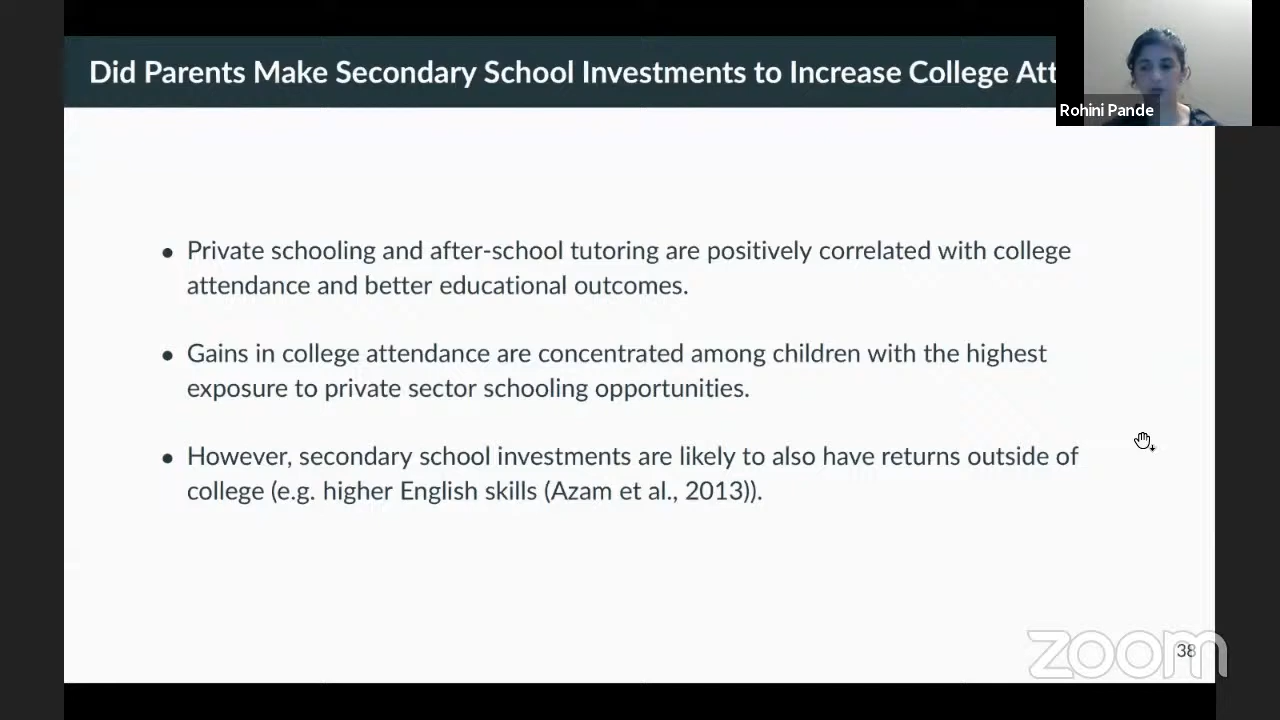 Did Parents Make Secondary School Investments to Increase College Att
Rohini Pande
• Private schooling and after-school tutoring are positively correlated with college
attendance and better educational outcomes.
• Gains in college attendance are concentrated among children with the highest
exposure to private sector schooling opportunities.
• However, secondary school investments are likely to also have returns outside of
college (e.g. higher English skills (Azam et al., 2013)).
zoom
38